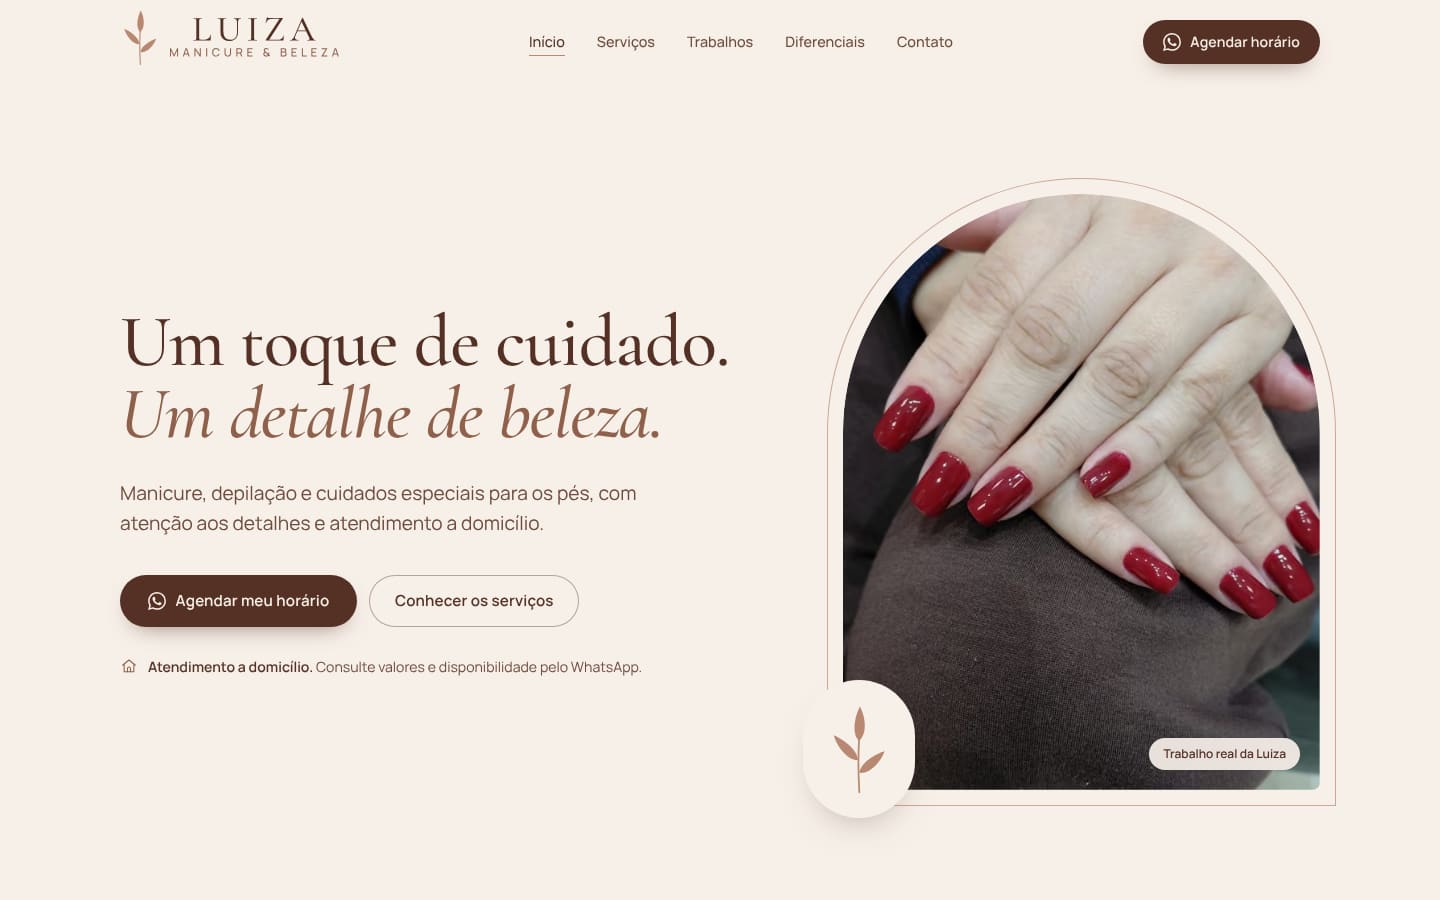 LUIZA
MANICURE & BELEZA
Início
Serviços
Trabalhos
Diferenciais
Contato
Agendar horário
Um toque de cuidado.
Um detalhe de beleza.
Manicure, depilação e cuidados especiais para os pés, com
atenção aos detalhes e atendimento a domicílio.
Agendar meu horário
Conhecer os serviços
Atendimento a domicílio. Consulte valores e disponibilidade pelo WhatsApp.
Trabalho real da Luiza